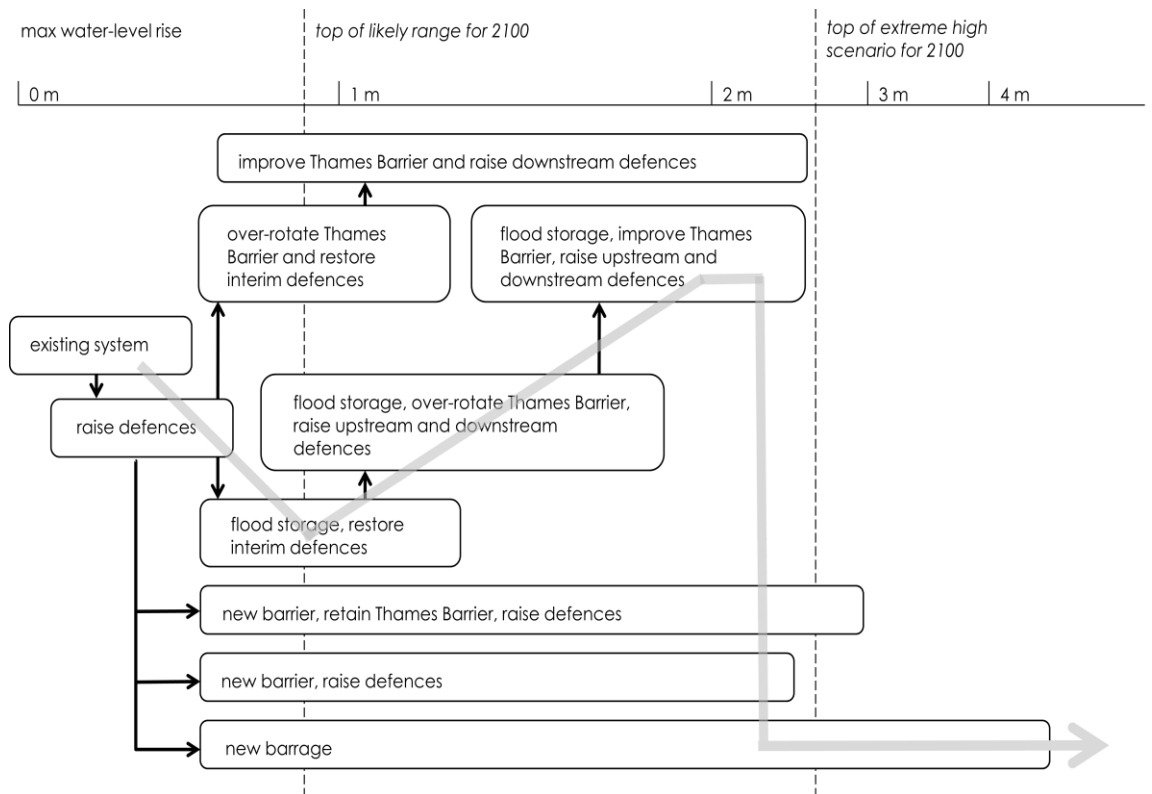 max water-level rise
top of likely range for 2100
top of extreme high
scenario for 2100
0 m
1 m
2 m
3 m
4 m
improve Thames Barrier and raise downstream defences
over-rotate Thames
Barrier and restore
interim defences
flood storage, improve Thames
Barrier, raise upstream and
downstream defences
existing system
raise defences
flood storage, over-rotate Thames Barrier,
raise upstream and downstream
defences
flood storage, restore
interim defences
new barrier, retain Thames Barrier, raise defences
new barrier, raise defences
new barrage